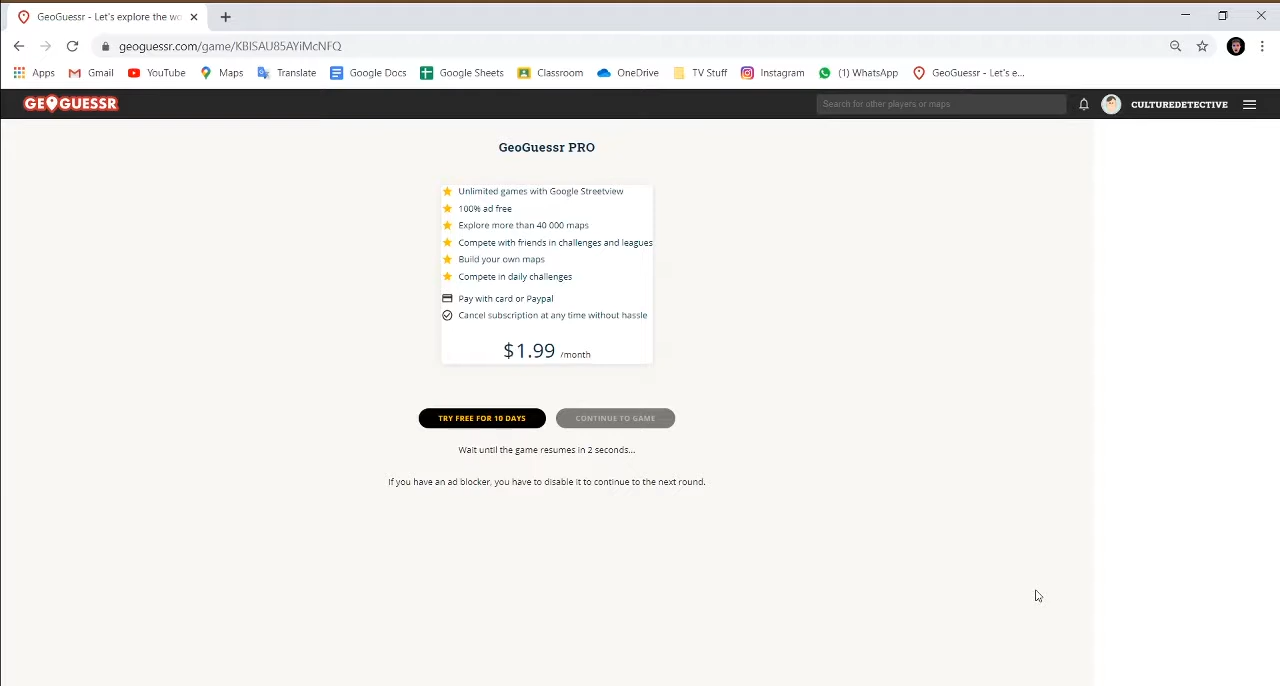 GeoGuessr - Let's explore the wo
geoguessr.com/game/KBISAU85AYiMcNFQ
Apps Gmail YouTube Maps Translate Google Docs Google Sheets Classroom OneDrive TV Stuff Instagram (1) WhatsApp GeoGuessr - Let's e...
GEOGUESSR Search for other players or maps CULTUREDETECTIVE
GeoGuessr PRO
Unlimited games with Google Streetview
100% ad free
Explore more than 40 000 maps
Compete with friends in challenges and leagues
Build your own maps
Compete in daily challenges
Pay with card or Paypal
Cancel subscription at any time without hassle
$1.99 /month
TRY FREE FOR 10 DAYS CONTINUE TO GAME
Wait until the game resumes in 2 seconds...
If you have an ad blocker, you have to disable it to continue to the next round.